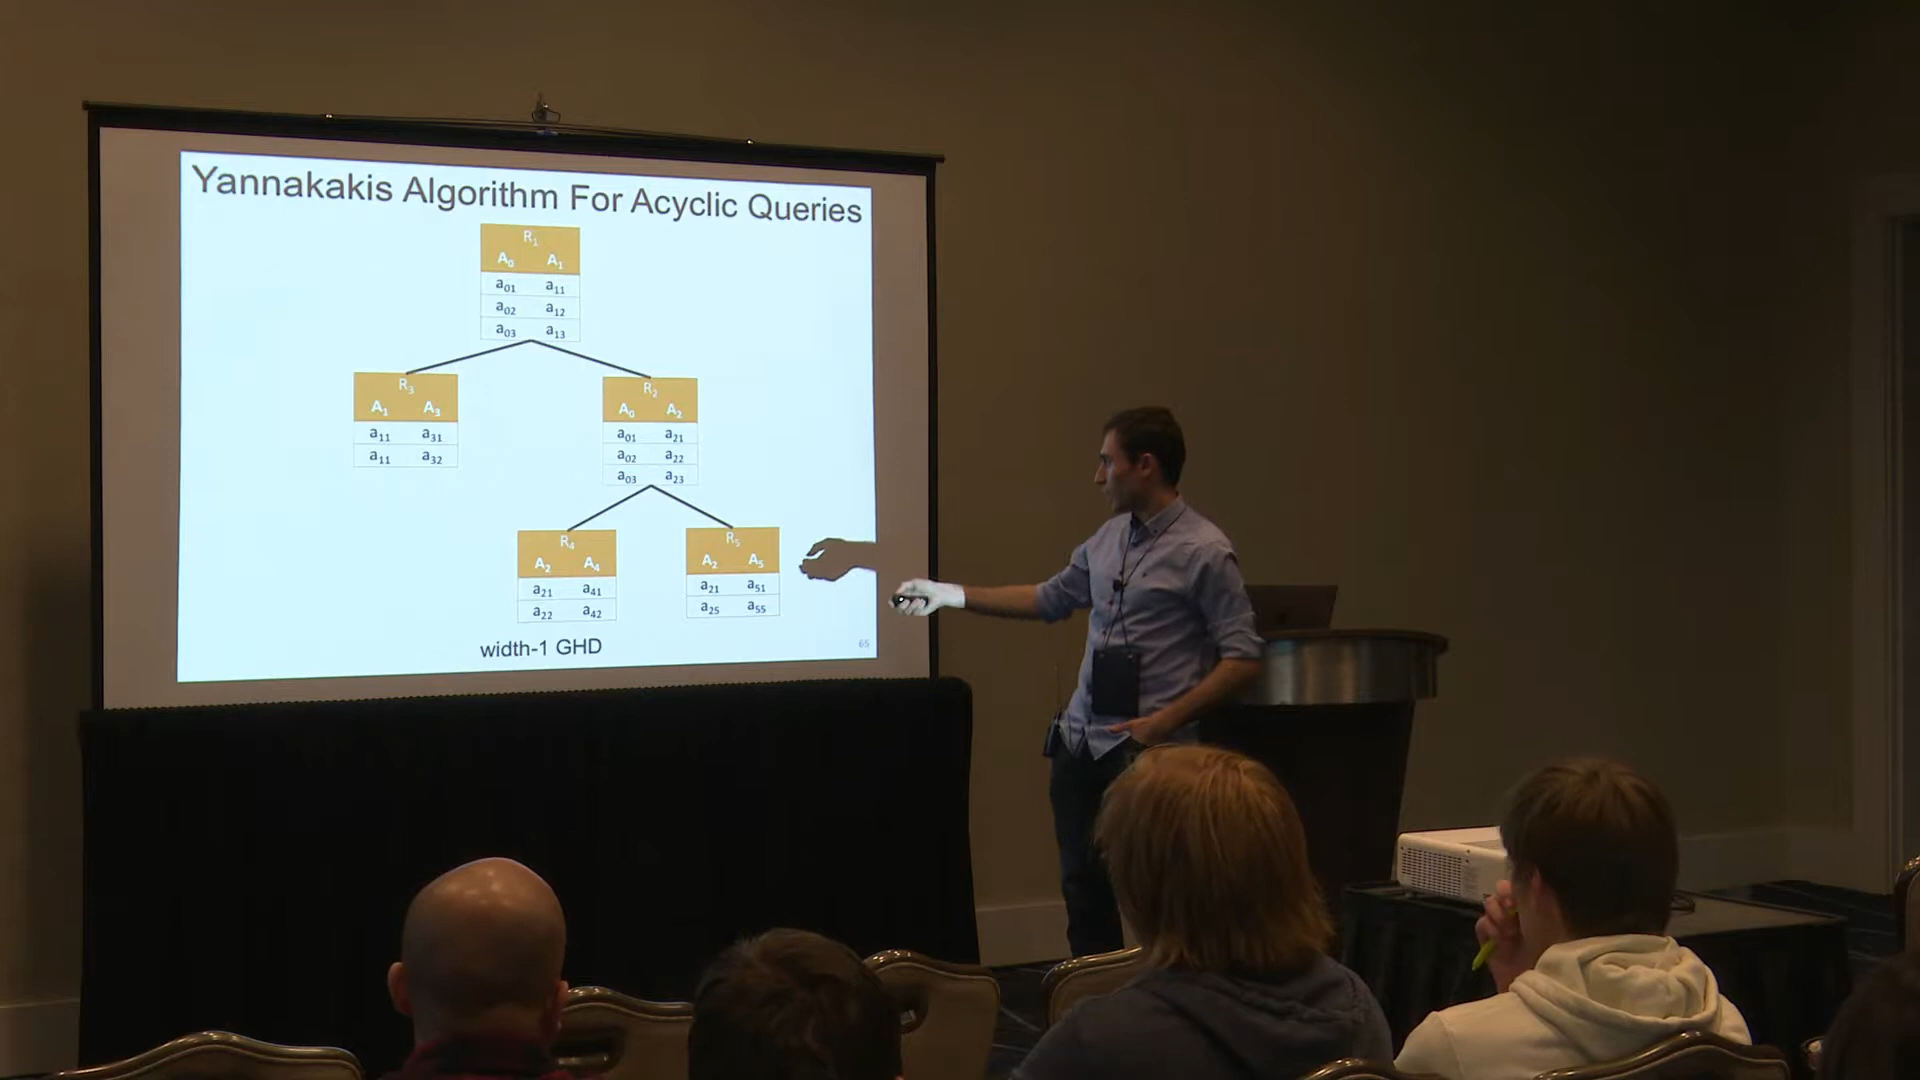 Yannakakis Algorithm For Acyclic Queries
R₁
A₀ A₁
a₀₁ a₁₁
a₀₂ a₁₂
a₀₃ a₁₃
R₃
A₁ A₃
a₁₁ a₃₁
a₁₁ a₃₂
R₂
A₀ A₂
a₀₁ a₂₁
a₀₂ a₂₂
a₀₃ a₂₃
R₄
A₂ A₄
a₂₁ a₄₁
a₂₂ a₄₂
R₅
A₂ A₅
a₂₁ a₅₁
a₂₅ a₅₅
width-1 GHD
65